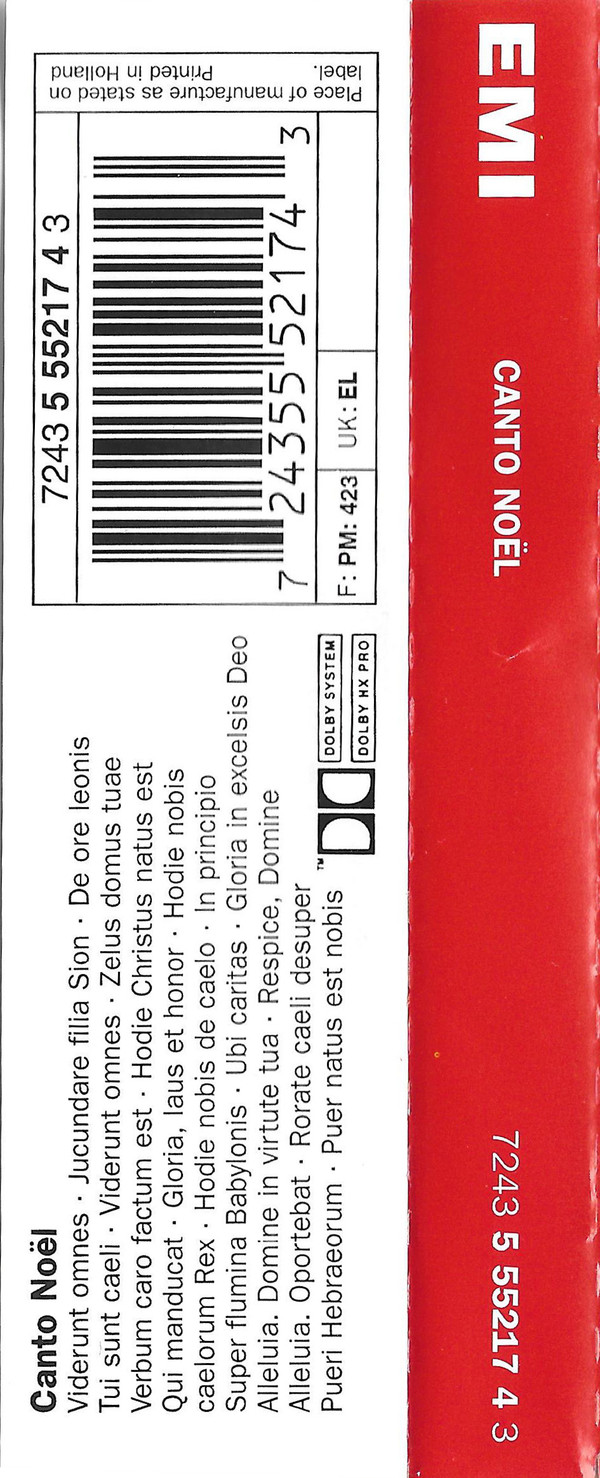 Canto Noël
Viderunt omnes · Jucundare filia Sion · De ore leonis
Tui sunt caeli · Viderunt omnes · Zelus domus tuae
Verbum caro factum est · Hodie Christus natus est
Qui manducat · Gloria, laus et honor · Hodie nobis
caelorum Rex · Hodie nobis de caelo · In principio
Super flumina Babylonis · Ubi caritas · Gloria in excelsis Deo
Alleluia. Domine in virtute tua · Respice, Domine
Alleluia. Oportebat · Rorate caeli desuper
Pueri Hebraeorum · Puer natus est nobis
™
DOLBY SYSTEM
DOLBY HX PRO
7243 5 55217 4 3
7 24355 52174 3
F: PM: 423
UK: EL
Place of manufacture as stated on
label. Printed in Holland
EMI
CANTO NOËL
7243 5 55217 4 3